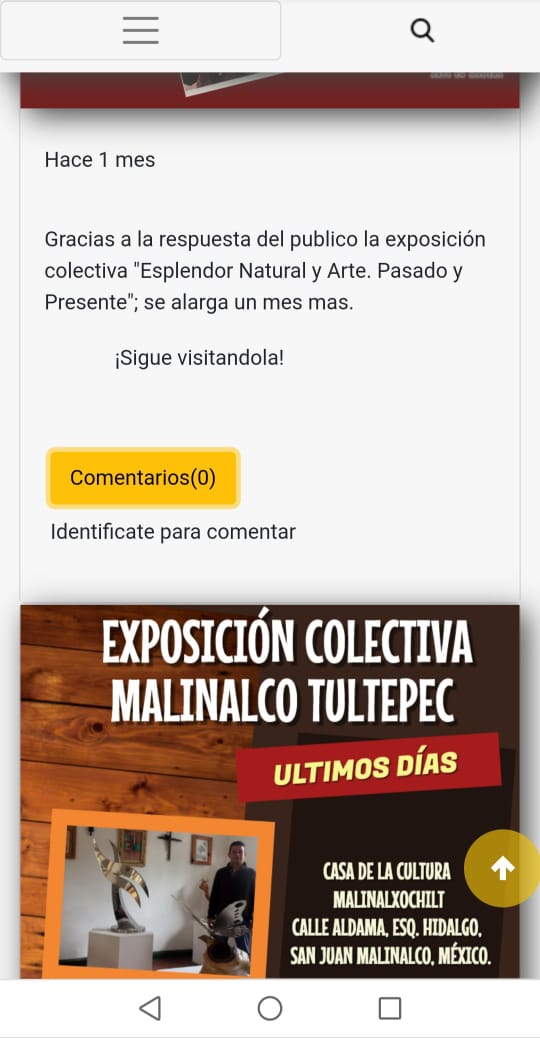 Hace 1 mes
Gracias a la respuesta del publico la exposición
colectiva "Esplendor Natural y Arte. Pasado y
Presente"; se alarga un mes mas.
¡Sigue visitandola!
Comentarios(0)
Identificate para comentar
EXPOSICIÓN COLECTIVA
MALINALCO TULTEPEC
ULTIMOS DÍAS
CASA DE LA CULTURA
MALINALXOCHILT
CALLE ALDAMA, ESQ. HIDALGO,
SAN JUAN MALINALCO, MÉXICO.